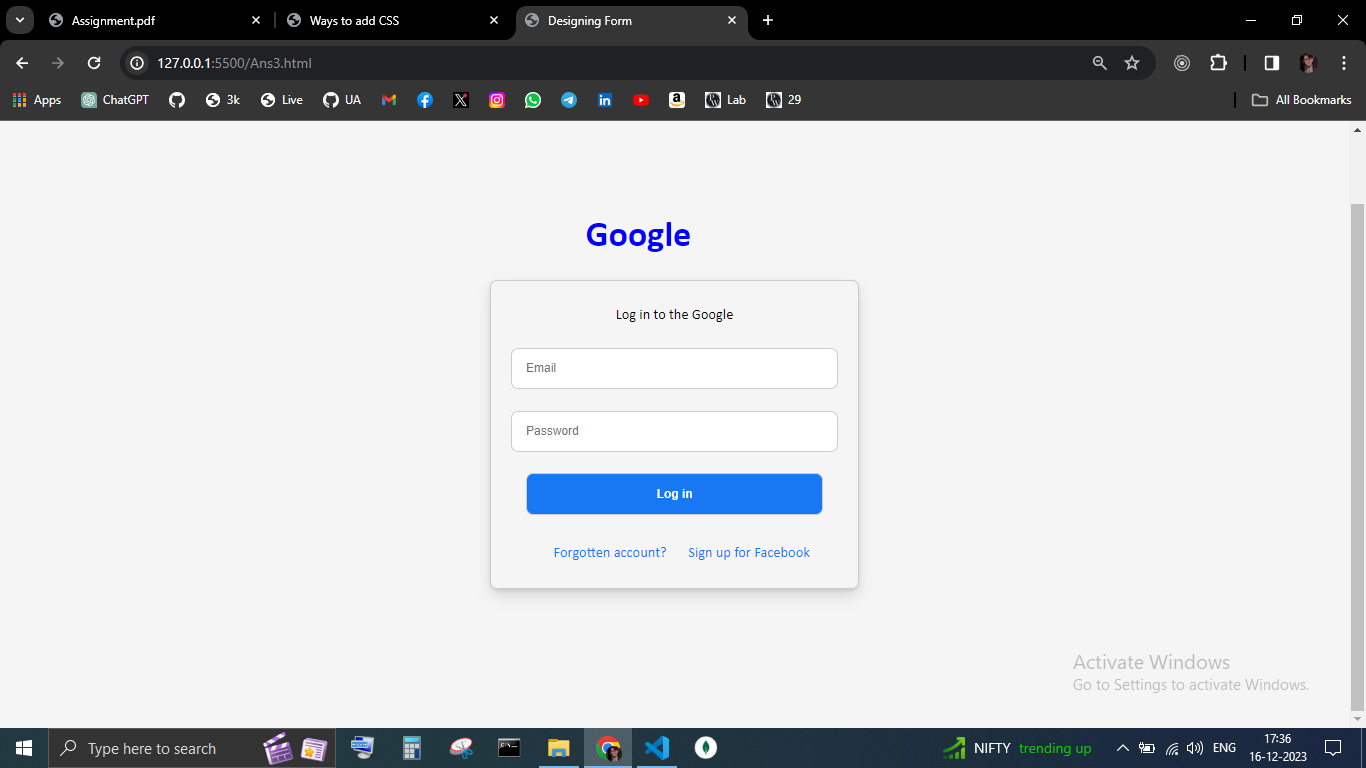 Assignment.pdf
Ways to add CSS
Designing Form
127.0.0.1:5500/Ans3.html
Apps
ChatGPT
3k
Live
UA
Lab
29
All Bookmarks
Google
Log in to the Google
Email
Password
Log in
Forgotten account?
Sign up for Facebook
Activate Windows
Go to Settings to activate Windows.
Type here to search
NIFTY trending up
ENG
17:36
16-12-2023